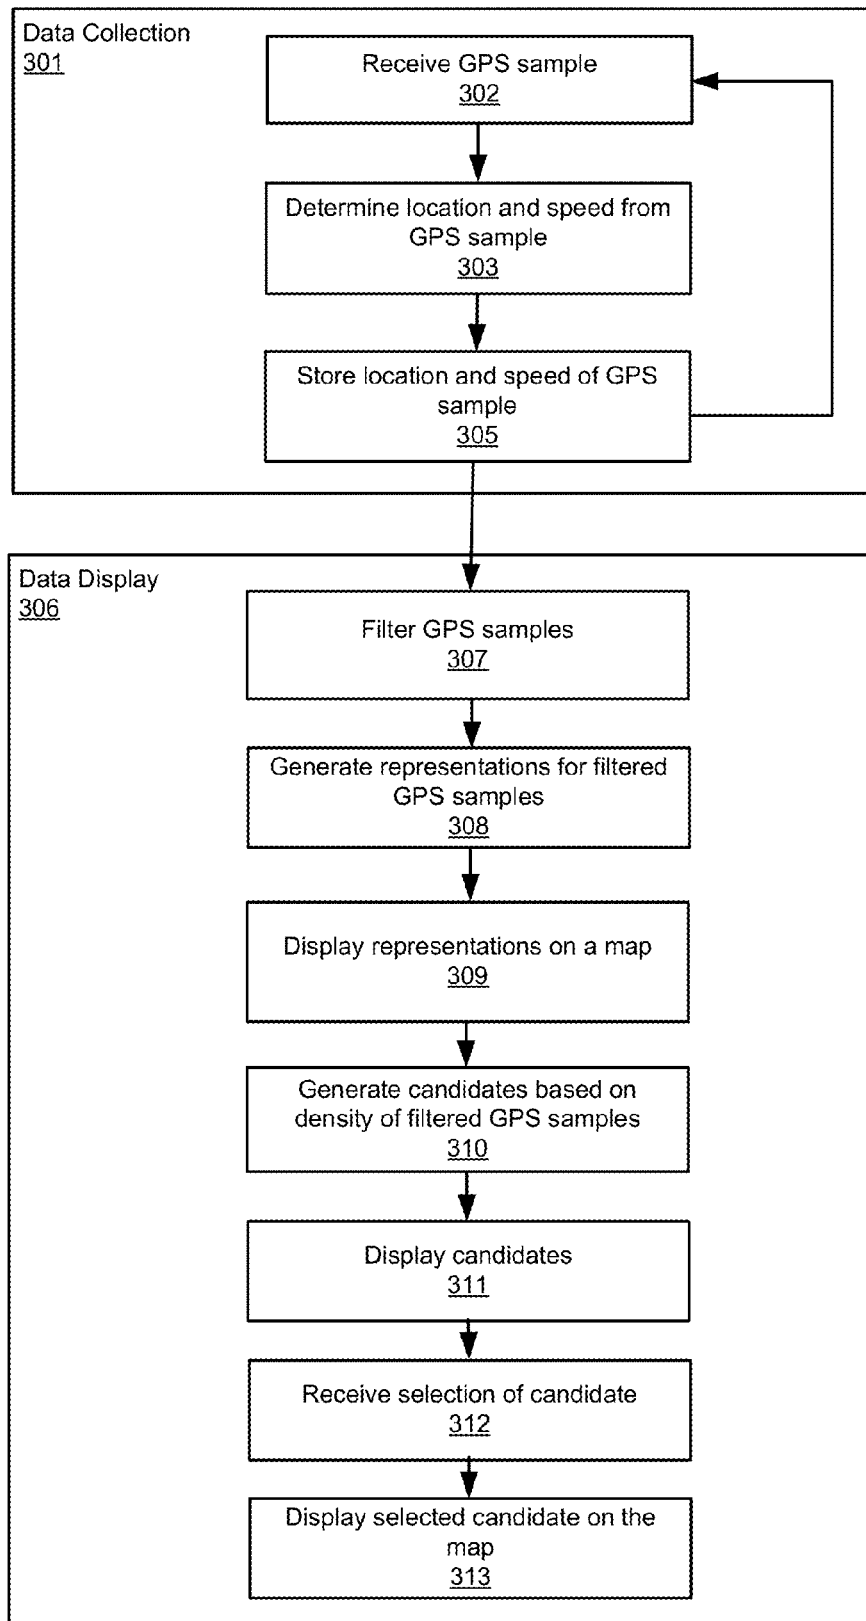 Data Collection
301
Receive GPS sample
302
Determine location and speed from
GPS sample
303
Store location and speed of GPS
sample
305
Data Display
306
Filter GPS samples
307
Generate representations for filtered
GPS samples
308
Display representations on a map
309
Generate candidates based on
density of filtered GPS samples
310
Display candidates
311
Receive selection of candidate
312
Display selected candidate on the
map
313